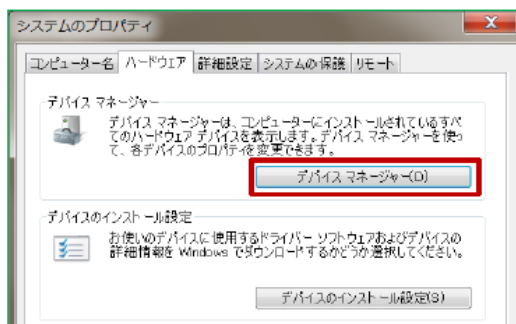 システムのプロパティ
コンピューター名 ハードウェア 詳細設定 システムの保護 リモート
デバイス マネージャー
デバイス マネージャーは、コンピューターにインストールされているすべ
てのハードウェア デバイスを表示します。デバイス マネージャーを使っ
て、各デバイスのプロパティを変更できます。
デバイス マネージャー(D)
デバイスのインストール設定
お使いのデバイスに使用するドライバー ソフトウェアおよびデバイスの
詳細情報を Windows でダウンロードするかどうか選択してください。
デバイスのインストール設定(S)